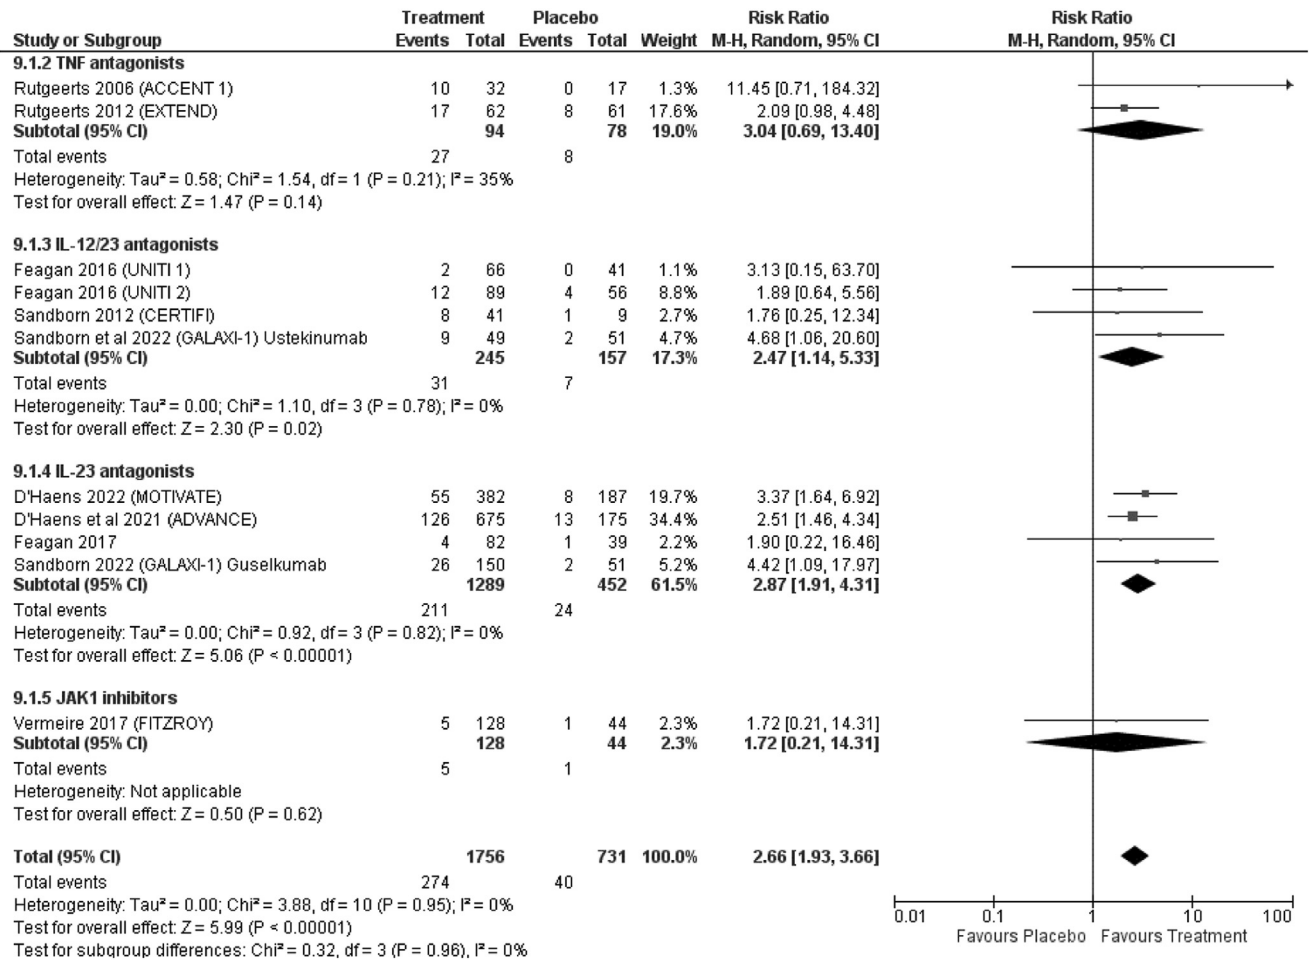 Treatment Placebo Risk Ratio Risk Ratio
Study or Subgroup Events Total Events Total Weight M-H, Random, 95% CI M-H, Random, 95% CI
9.1.2 TNF antagonists
Rutgeerts 2006 (ACCENT 1) 10 32 0 17 1.3% 11.45 [0.71, 184.32]
Rutgeerts 2012 (EXTEND) 17 62 8 61 17.6% 2.09 [0.98, 4.48]
Subtotal (95% CI) 94 78 19.0% 3.04 [0.69, 13.40]
Total events 27 8
Heterogeneity: Tau² = 0.58; Chi² = 1.54, df = 1 (P = 0.21); I² = 35%
Test for overall effect: Z = 1.47 (P = 0.14)
9.1.3 IL-12/23 antagonists
Feagan 2016 (UNITI 1) 2 66 0 41 1.1% 3.13 [0.15, 63.70]
Feagan 2016 (UNITI 2) 12 89 4 56 8.8% 1.89 [0.64, 5.56]
Sandborn 2012 (CERTIFI) 8 41 1 9 2.7% 1.76 [0.25, 12.34]
Sandborn et al 2022 (GALAXI-1) Ustekinumab 9 49 2 51 4.7% 4.68 [1.06, 20.60]
Subtotal (95% CI) 245 157 17.3% 2.47 [1.14, 5.33]
Total events 31 7
Heterogeneity: Tau² = 0.00; Chi² = 1.10, df = 3 (P = 0.78); I² = 0%
Test for overall effect: Z = 2.30 (P = 0.02)
9.1.4 IL-23 antagonists
D'Haens 2022 (MOTIVATE) 55 382 8 187 19.7% 3.37 [1.64, 6.92]
D'Haens et al 2021 (ADVANCE) 126 675 13 175 34.4% 2.51 [1.46, 4.34]
Feagan 2017 4 82 1 39 2.2% 1.90 [0.22, 16.46]
Sandborn 2022 (GALAXI-1) Guselkumab 26 150 2 51 5.2% 4.42 [1.09, 17.97]
Subtotal (95% CI) 1289 452 61.5% 2.87 [1.91, 4.31]
Total events 211 24
Heterogeneity: Tau² = 0.00; Chi² = 0.92, df = 3 (P = 0.82); I² = 0%
Test for overall effect: Z = 5.06 (P < 0.00001)
9.1.5 JAK1 inhibitors
Vermeire 2017 (FITZROY) 5 128 1 44 2.3% 1.72 [0.21, 14.31]
Subtotal (95% CI) 128 44 2.3% 1.72 [0.21, 14.31]
Total events 5 1
Heterogeneity: Not applicable
Test for overall effect: Z = 0.50 (P = 0.62)
Total (95% CI) 1756 731 100.0% 2.66 [1.93, 3.66]
Total events 274 40
Heterogeneity: Tau² = 0.00; Chi² = 3.88, df = 10 (P = 0.95); I² = 0%
Test for overall effect: Z = 5.99 (P < 0.00001)
Test for subgroup differences: Chi² = 0.32, df = 3 (P = 0.96), I² = 0%
0.01 0.1 1 10 100
Favours Placebo Favours Treatment